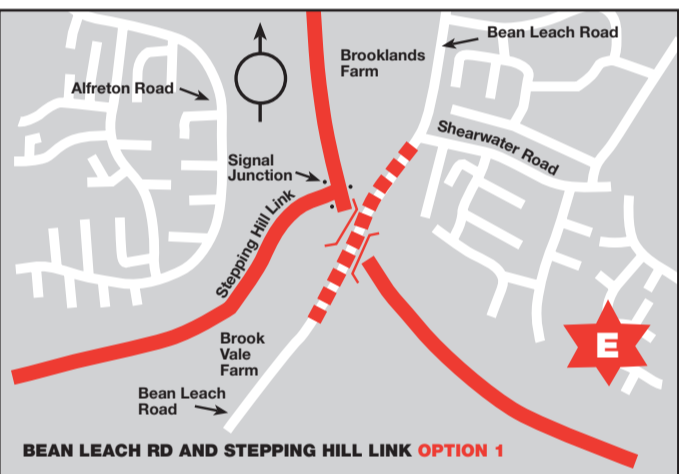 Bean Leach Road
Brooklands
Farm
Alfreton Road
Shearwater Road
Signal
Junction
Stepping Hill Link
E
Brook
Vale
Farm
Bean Leach
Road
BEAN LEACH RD AND STEPPING HILL LINK OPTION 1